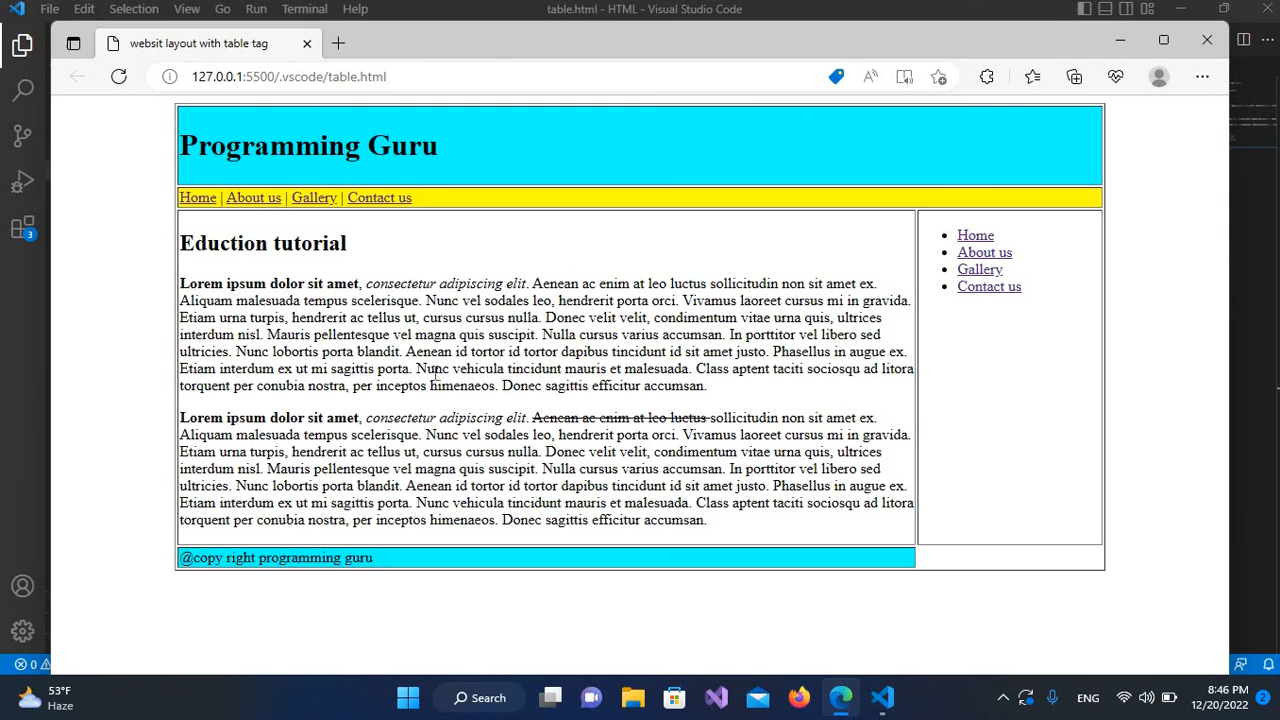 File Edit Selection View Go Run Terminal Help table.html - HTML - Visual Studio Code
websit layout with table tag
127.0.0.1:5500/.vscode/table.html
Programming Guru
Home | About us | Gallery | Contact us
Eduction tutorial
Lorem ipsum dolor sit amet, consectetur adipiscing elit. Aenean ac enim at leo luctus sollicitudin non sit amet ex.
Aliquam malesuada tempus scelerisque. Nunc vel sodales leo, hendrerit porta orci. Vivamus laoreet cursus mi in gravida.
Etiam urna turpis, hendrerit ac tellus ut, cursus cursus nulla. Donec velit velit, condimentum vitae urna quis, ultrices
interdum nisl. Mauris pellentesque vel magna quis suscipit. Nulla cursus varius accumsan. In porttitor vel libero sed
ultricies. Nunc lobortis porta blandit. Aenean id tortor id tortor dapibus tincidunt id sit amet justo. Phasellus in augue ex.
Etiam interdum ex ut mi sagittis porta. Nunc vehicula tincidunt mauris et malesuada. Class aptent taciti sociosqu ad litora
torquent per conubia nostra, per inceptos himenaeos. Donec sagittis efficitur accumsan.
Lorem ipsum dolor sit amet, consectetur adipiscing elit. Aenean ac enim at leo luctus sollicitudin non sit amet ex.
Aliquam malesuada tempus scelerisque. Nunc vel sodales leo, hendrerit porta orci. Vivamus laoreet cursus mi in gravida.
Etiam urna turpis, hendrerit ac tellus ut, cursus cursus nulla. Donec velit velit, condimentum vitae urna quis, ultrices
interdum nisl. Mauris pellentesque vel magna quis suscipit. Nulla cursus varius accumsan. In porttitor vel libero sed
ultricies. Nunc lobortis porta blandit. Aenean id tortor id tortor dapibus tincidunt id sit amet justo. Phasellus in augue ex.
Etiam interdum ex ut mi sagittis porta. Nunc vehicula tincidunt mauris et malesuada. Class aptent taciti sociosqu ad litora
torquent per conubia nostra, per inceptos himenaeos. Donec sagittis efficitur accumsan.
Home
About us
Gallery
Contact us
@copy right programming guru
3
0
53°F
Haze
Search
ENG
8:46 PM
12/20/2022
2